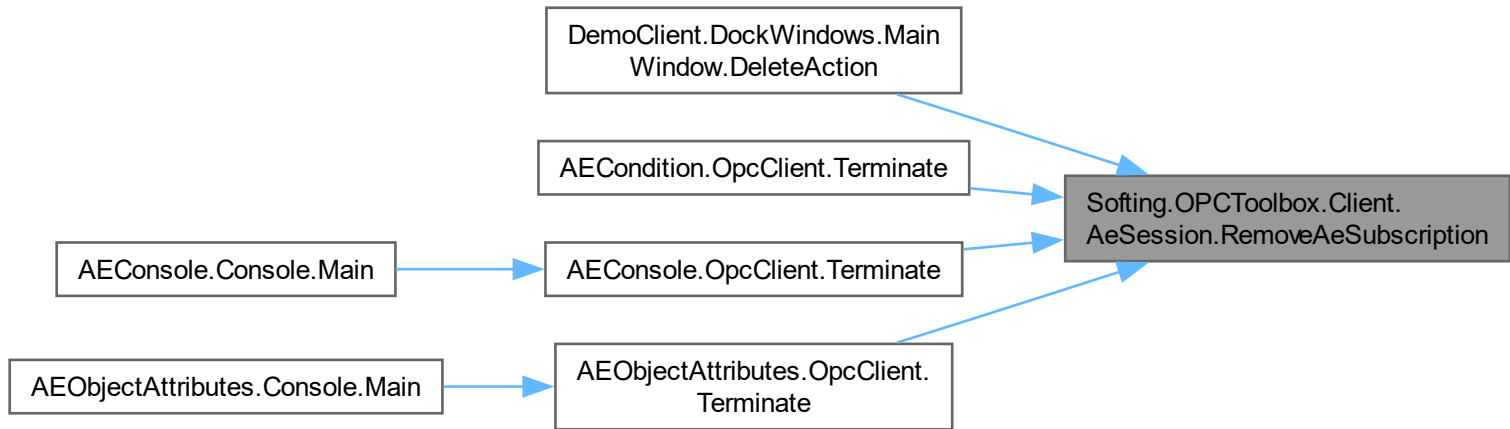 DemoClient.DockWindows.Main
Window.DeleteAction
AECondition.OpcClient.Terminate
Softing.OPCToolbox.Client.
AeSession.RemoveAeSubscription
AEConsole.Console.Main
AEConsole.OpcClient.Terminate
AEObjectAttributes.Console.Main
AEObjectAttributes.OpcClient.
Terminate